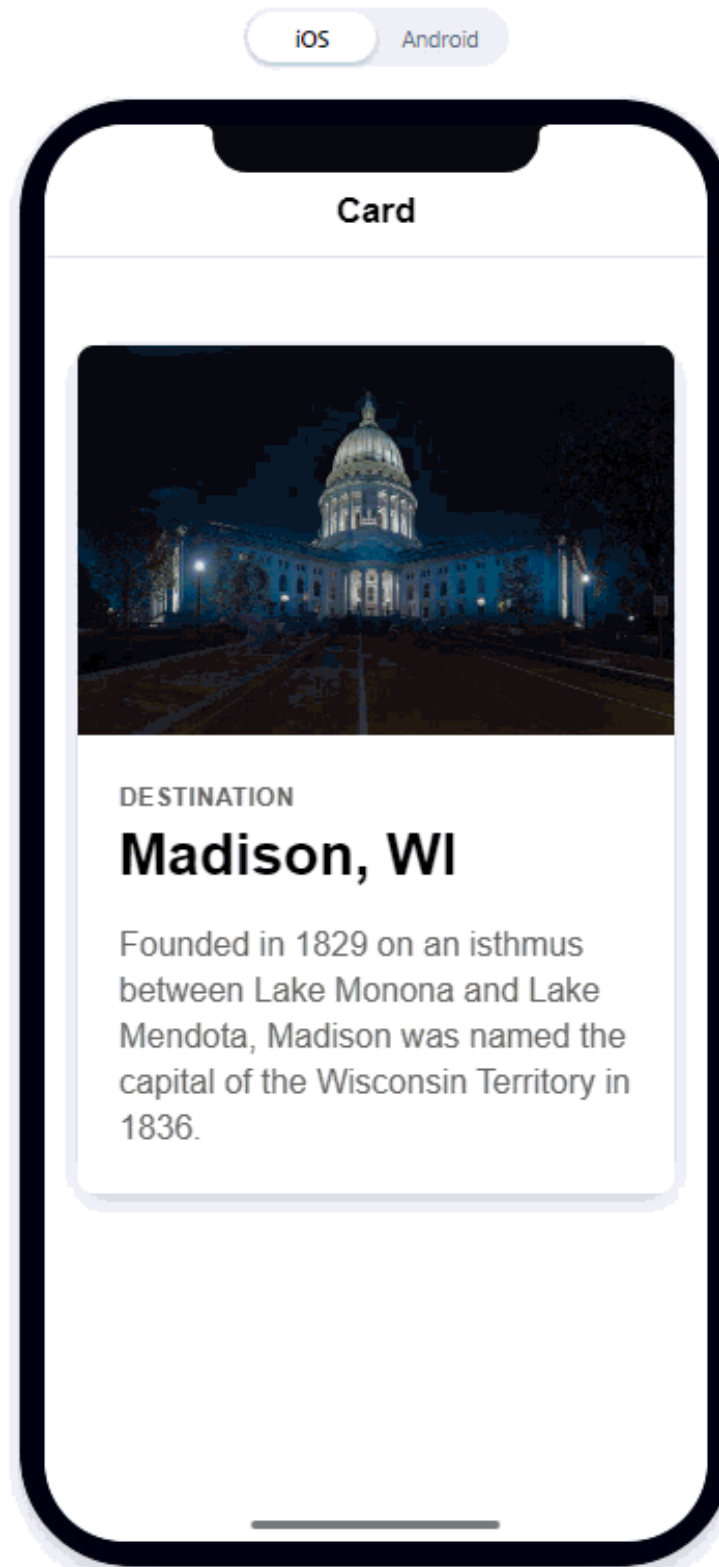 iOS Android
Card
DESTINATION
Madison, WI
Founded in 1829 on an isthmus
between Lake Monona and Lake
Mendota, Madison was named the
capital of the Wisconsin Territory in
1836.